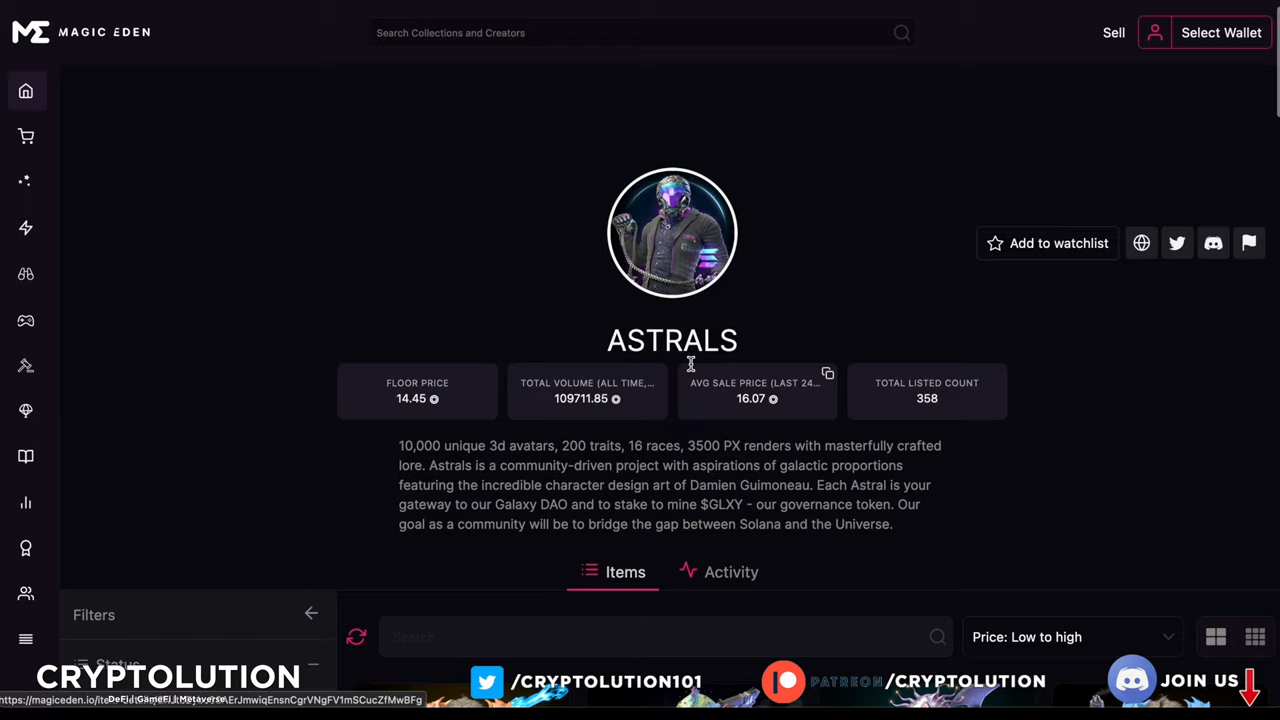 MAGIC EDEN
Search Collections and Creators
Sell
Select Wallet
Add to watchlist
ASTRALS
FLOOR PRICE
14.45
TOTAL VOLUME (ALL TIME,...
109711.85
AVG SALE PRICE (LAST 24...
16.07
TOTAL LISTED COUNT
358
10,000 unique 3d avatars, 200 traits, 16 races, 3500 PX renders with masterfully crafted
lore. Astrals is a community-driven project with aspirations of galactic proportions
featuring the incredible character design art of Damien Guimoneau. Each Astral is your
gateway to our Galaxy DAO and to stake to mine $GLXY - our governance token. Our
goal as a community will be to bridge the gap between Solana and the Universe.
Items
Activity
Filters
Search
Price: Low to high
Status
CRYPTOLUTION
/CRYPTOLUTION101
PATREON/CRYPTOLUTION
JOIN US
DeFi | GameFi | Metaverse